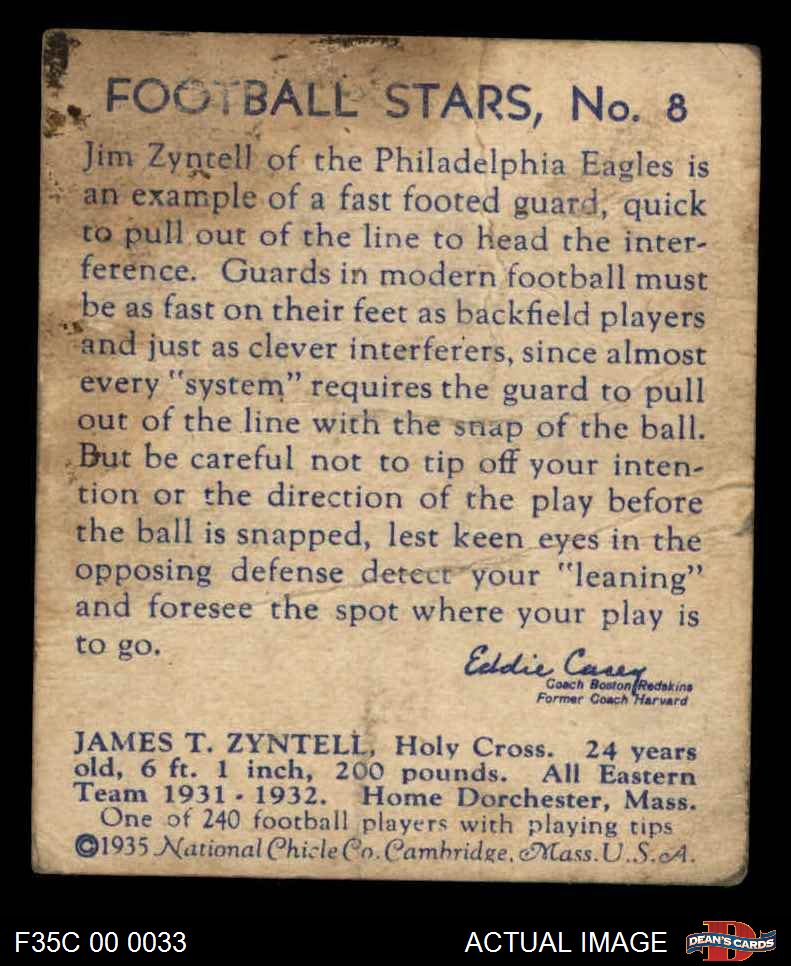 FOOTBALL STARS, No. 8
Jim Zyntell of the Philadelphia Eagles is
an example of a fast footed guard, quick
to pull out of the line to head the inter-
ference. Guards in modern football must
be as fast on their feet as backfield players
and just as clever interferers, since almost
every "system" requires the guard to pull
out of the line with the snap of the ball.
But be careful not to tip off your inten-
tion or the direction of the play before
the ball is snapped, lest keen eyes in the
opposing defense detect your "leaning"
and foresee the spot where your play is
to go.
Eddie Casey
Coach Boston Redskins
Former Coach Harvard
JAMES T. ZYNTELL, Holy Cross. 24 years
old, 6 ft. 1 inch, 200 pounds. All Eastern
Team 1931 - 1932. Home Dorchester, Mass.
One of 240 football players with playing tips
©1935 National Chicle Co. Cambridge, Mass. U.S.A.
F35C 00 0033
ACTUAL IMAGE
D
DEAN'S CARDS